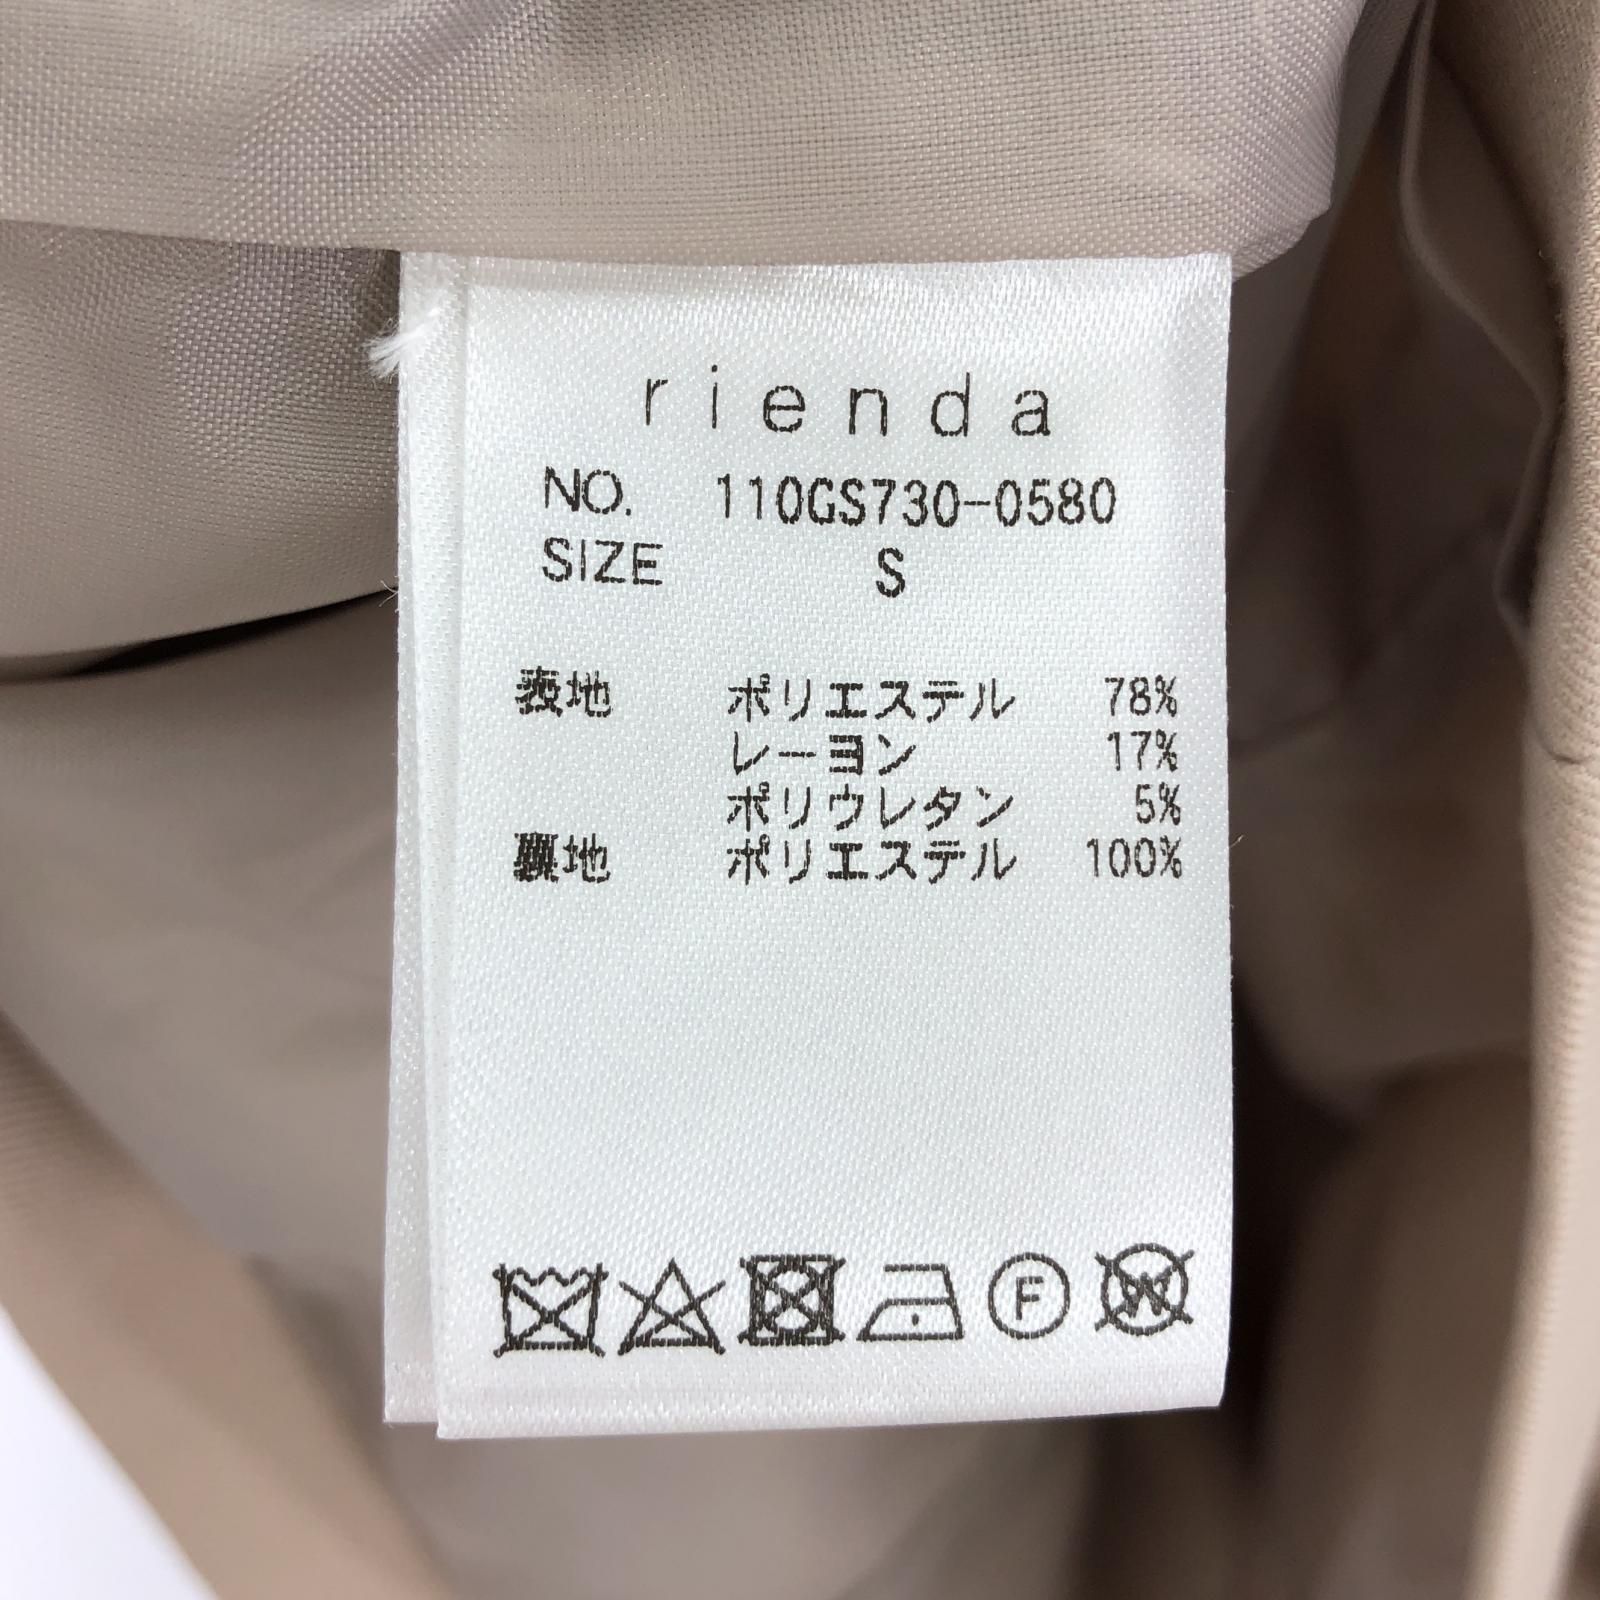 rienda
NO. 110GS730-0580
SIZE S
表地 ポリエステル 78%
レーヨン 17%
ポリウレタン 5%
裏地 ポリエステル 100%
F W